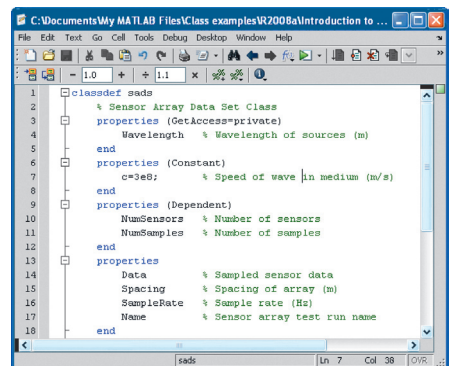 C:\Documents\My MATLAB Files\Class examples\R2008a\Introduction to ...
File Edit Text Go Cell Tools Debug Desktop Window Help
- 1.0 + ÷ 1.1 ×
1 classdef sads
2 % Sensor Array Data Set Class
3 properties (GetAccess=private)
4 Wavelength % Wavelength of sources (m)
5 end
6 properties (Constant)
7 c=3e8; % Speed of wave in medium (m/s)
8 end
9 properties (Dependent)
10 NumSensors % Number of sensors
11 NumSamples % Number of samples
12 end
13 properties
14 Data % Sampled sensor data
15 Spacing % Spacing of array (m)
16 SampleRate % Sample rate (Hz)
17 Name % Sensor array test run name
18 end
sads Ln 7 Col 38 OVR